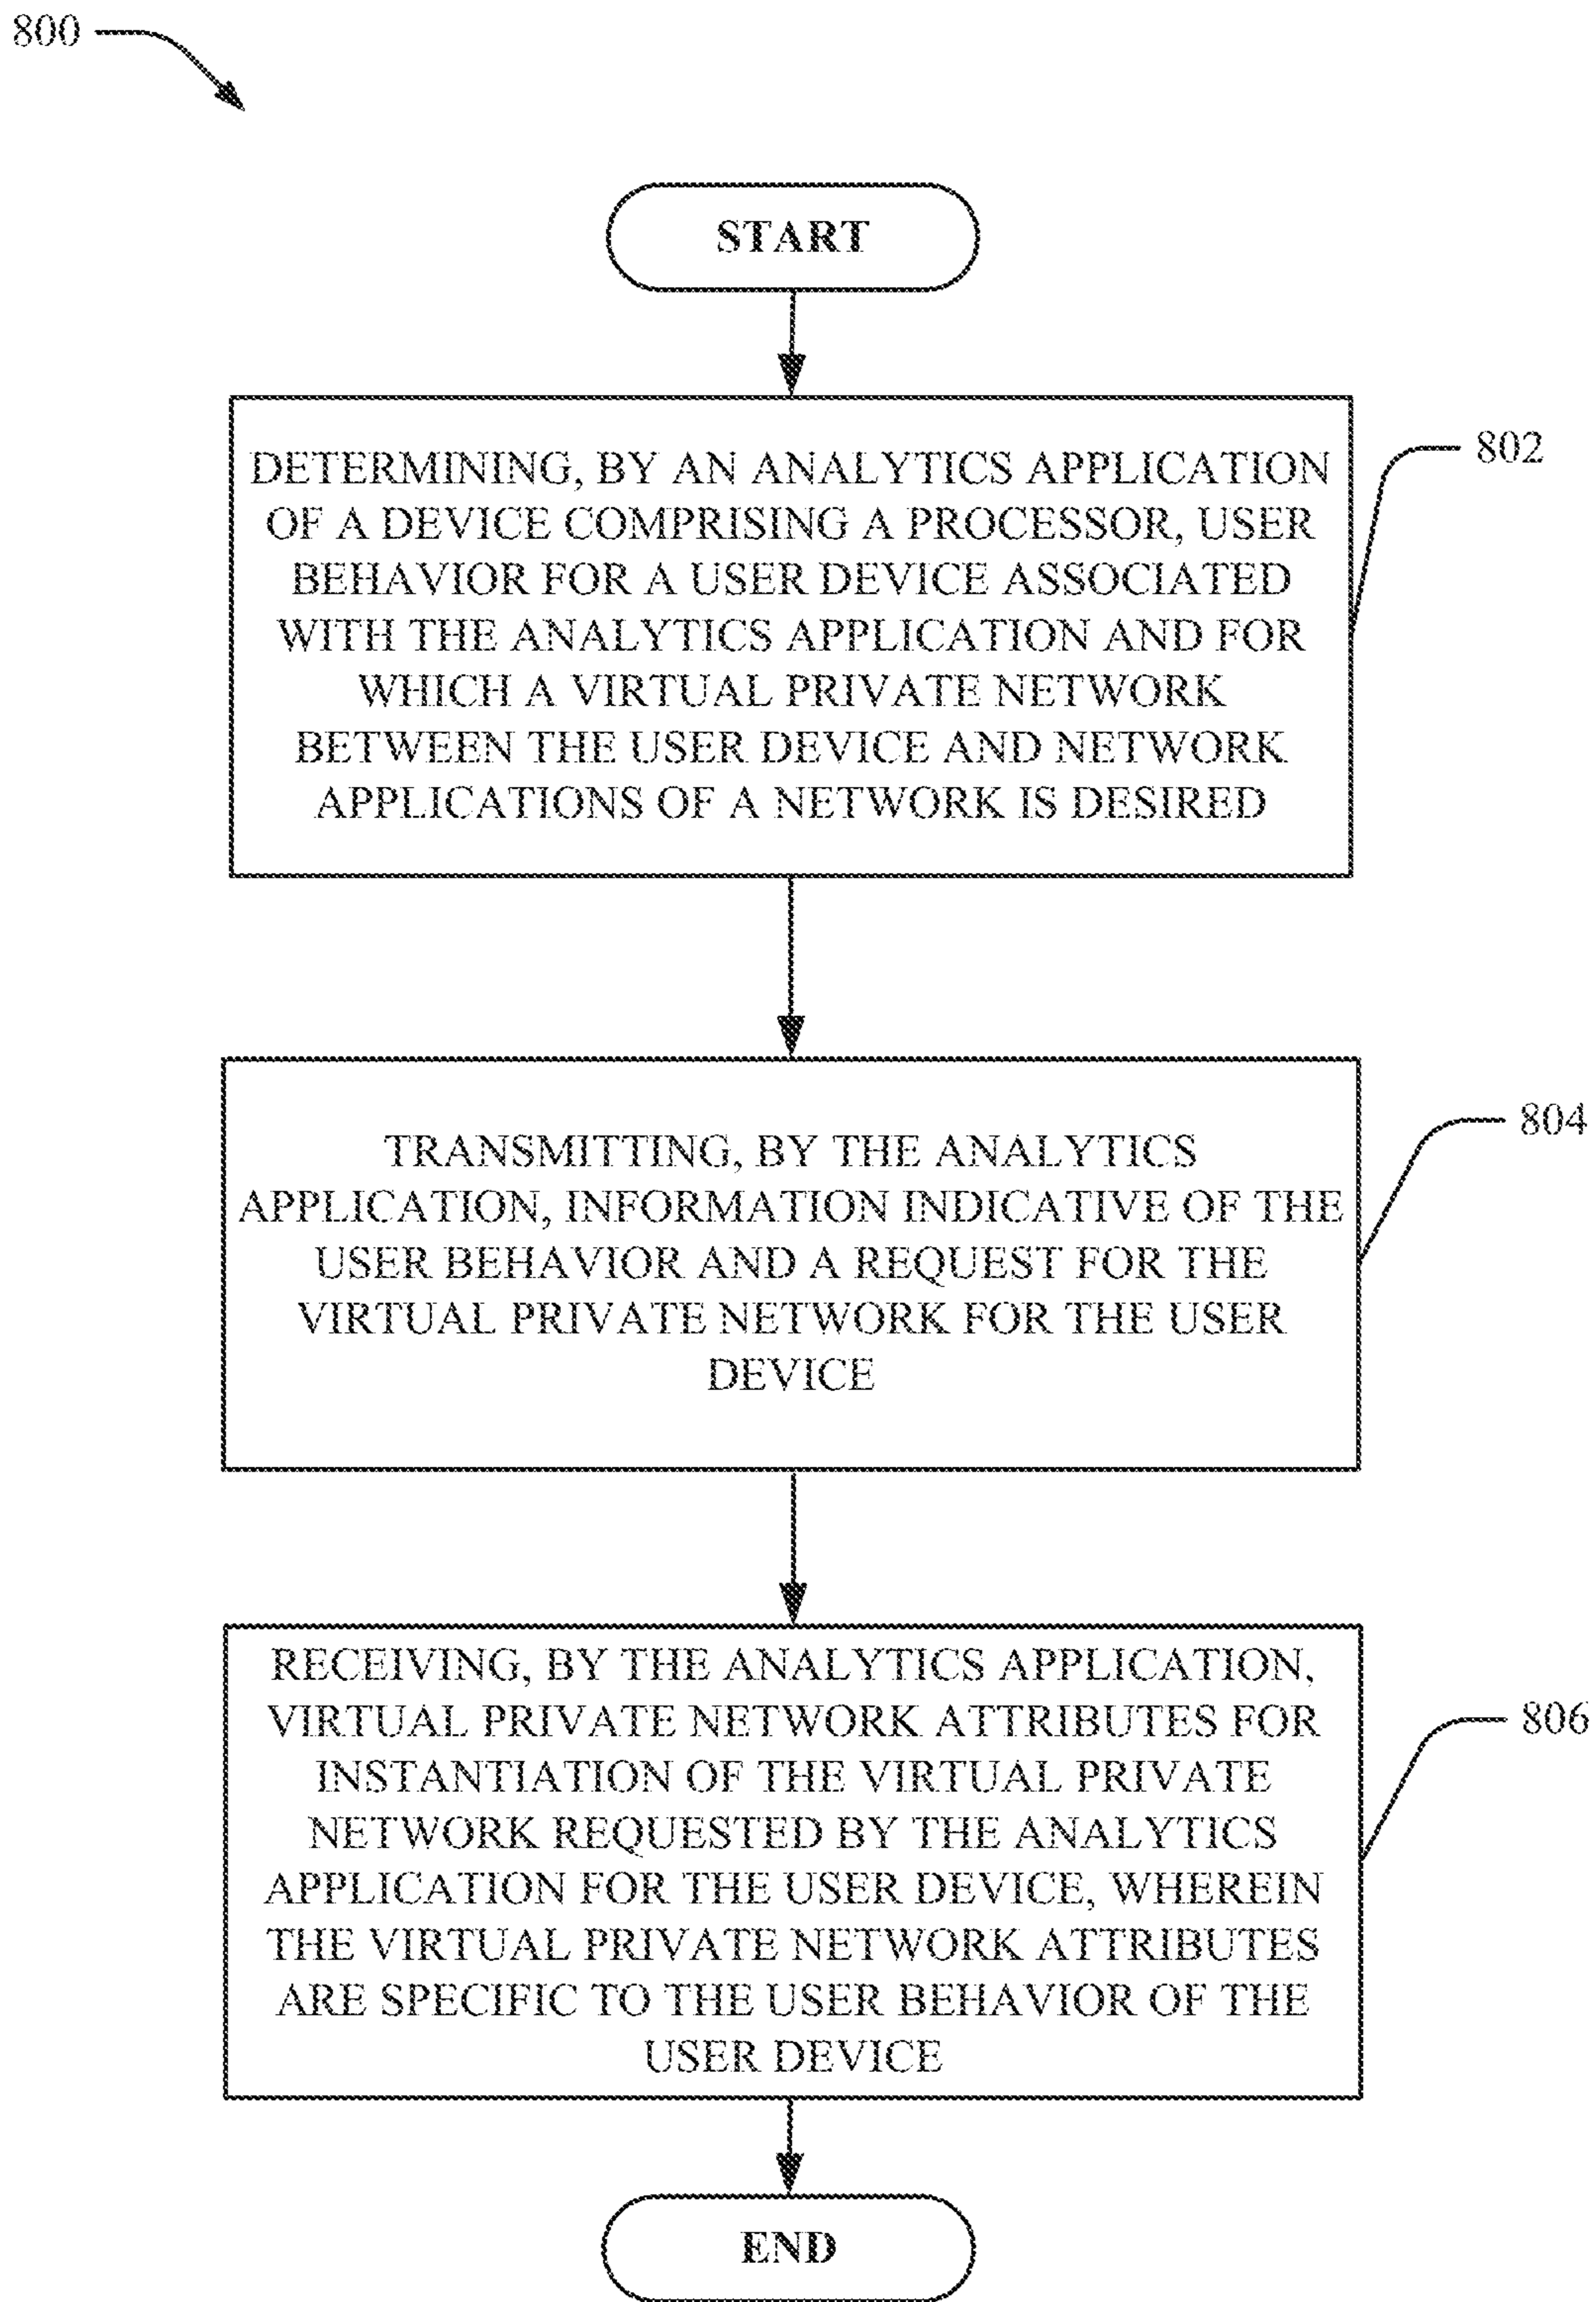 800
START
DETERMINING, BY AN ANALYTICS APPLICATION
OF A DEVICE COMPRISING A PROCESSOR, USER
BEHAVIOR FOR A USER DEVICE ASSOCIATED
WITH THE ANALYTICS APPLICATION AND FOR
WHICH A VIRTUAL PRIVATE NETWORK
BETWEEN THE USER DEVICE AND NETWORK
APPLICATIONS OF A NETWORK IS DESIRED
802
TRANSMITTING, BY THE ANALYTICS
APPLICATION, INFORMATION INDICATIVE OF THE
USER BEHAVIOR AND A REQUEST FOR THE
VIRTUAL PRIVATE NETWORK FOR THE USER
DEVICE
804
RECEIVING, BY THE ANALYTICS APPLICATION,
VIRTUAL PRIVATE NETWORK ATTRIBUTES FOR
INSTANTIATION OF THE VIRTUAL PRIVATE
NETWORK REQUESTED BY THE ANALYTICS
APPLICATION FOR THE USER DEVICE, WHEREIN
THE VIRTUAL PRIVATE NETWORK ATTRIBUTES
ARE SPECIFIC TO THE USER BEHAVIOR OF THE
USER DEVICE
806
END